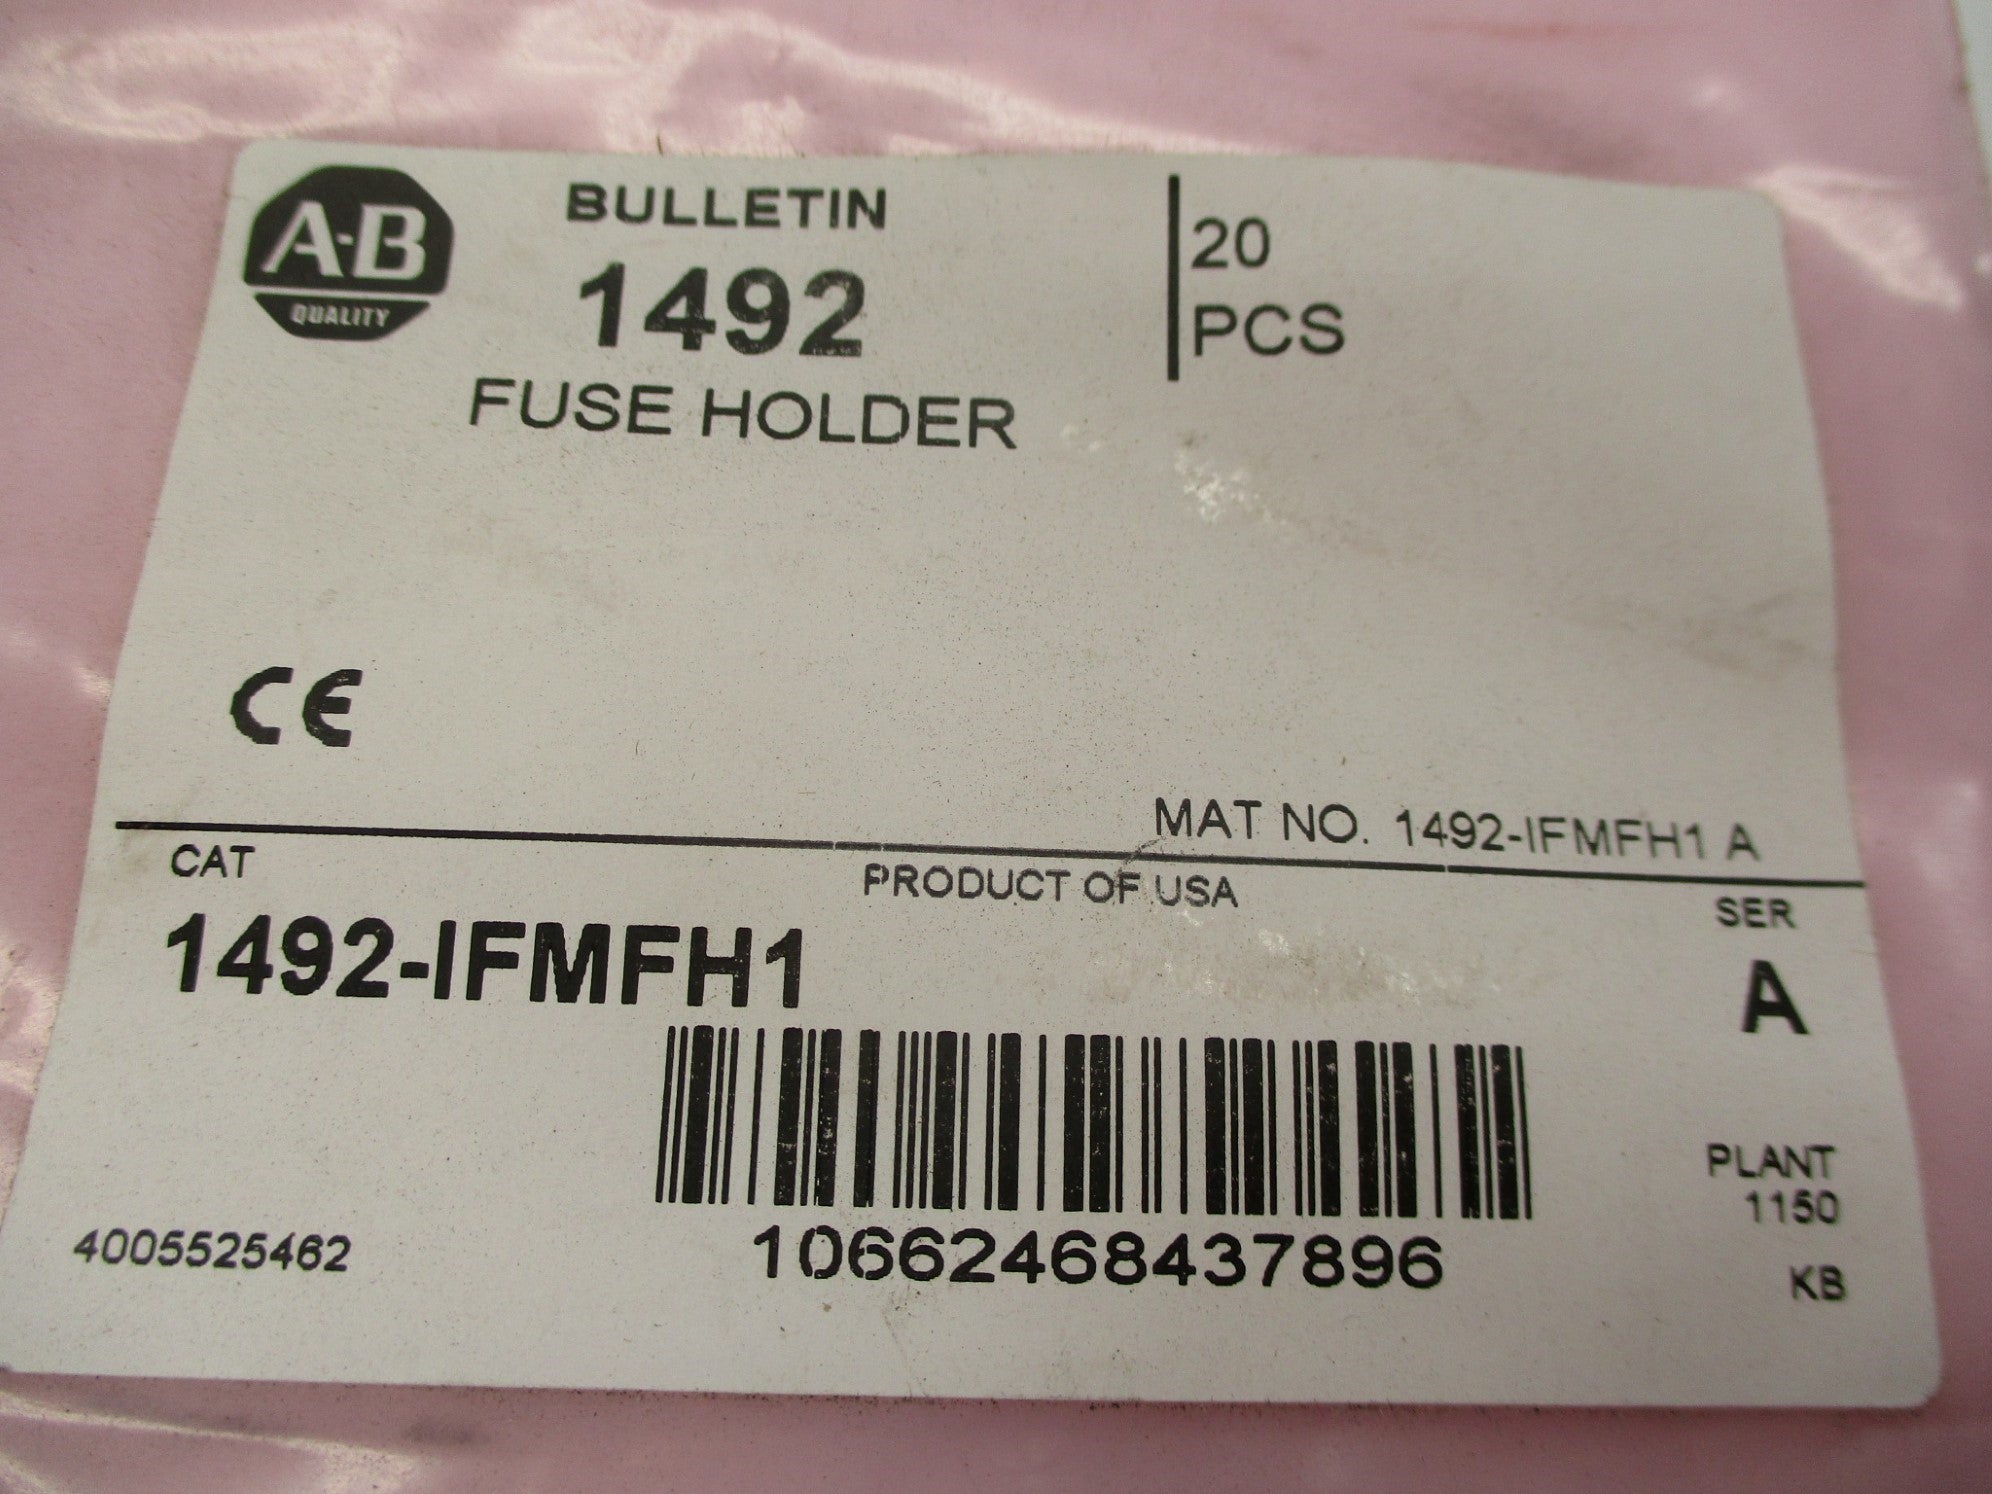 A-B
QUALITY
BULLETIN
1492
FUSE HOLDER
20
PCS
CE
MAT NO. 1492-IFMFH1 A
CAT
PRODUCT OF USA
SER
1492-IFMFH1
A
PLANT
1150
KB
4005525462
10662468437896